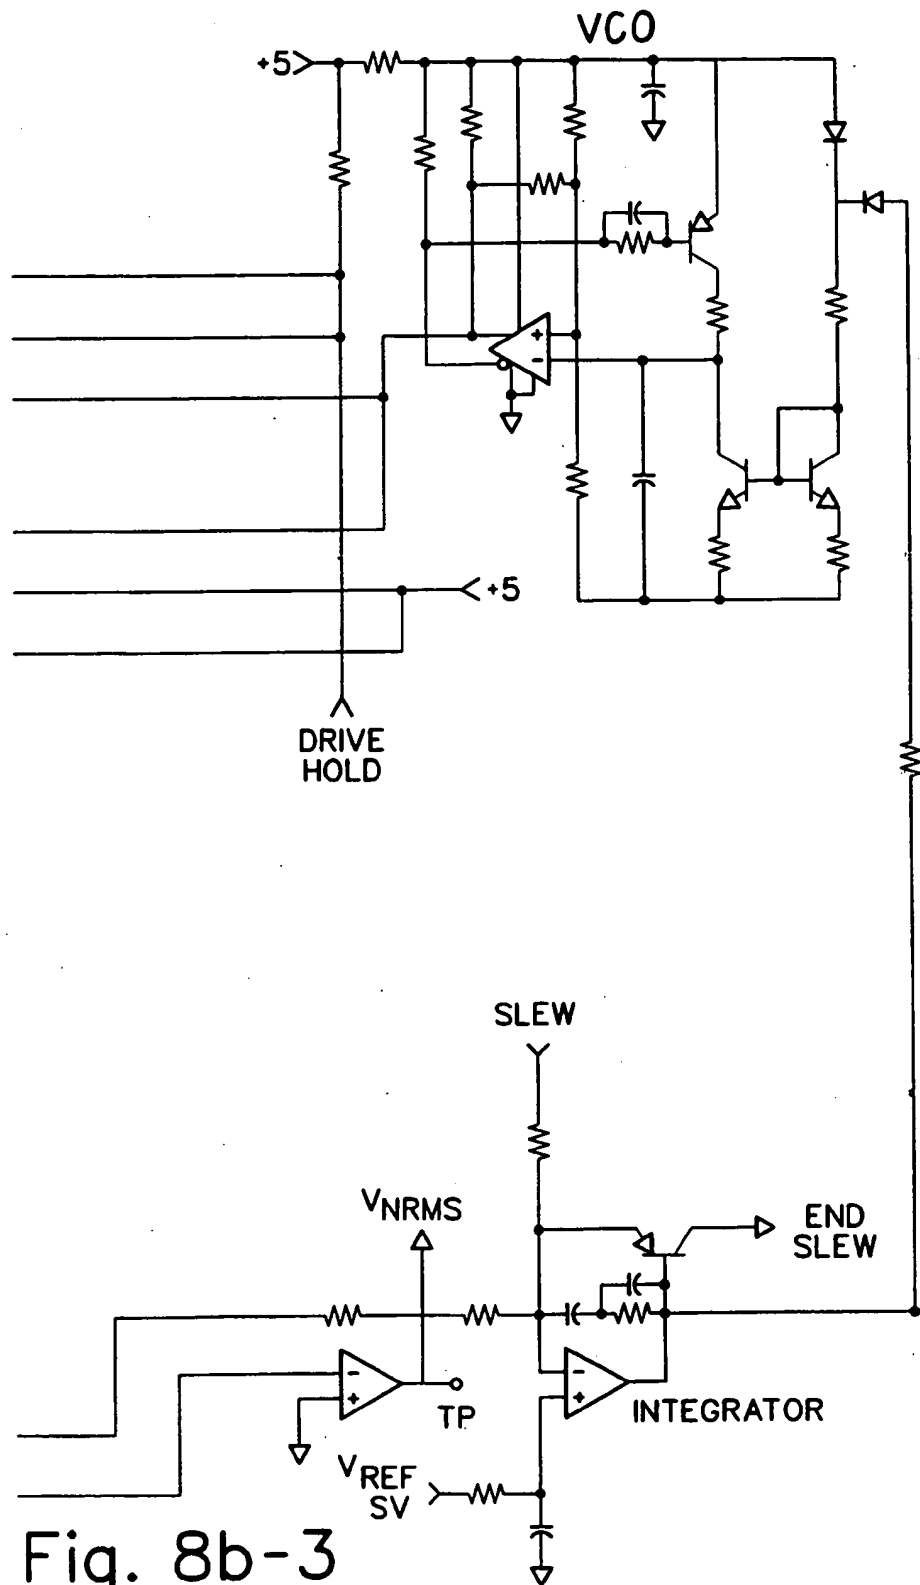 VCO
+5
+
-
+5
DRIVE
HOLD
SLEW
VNRMS
END
SLEW
-
+
TP
-
+
INTEGRATOR
VREF
SV
Fig. 8b-3